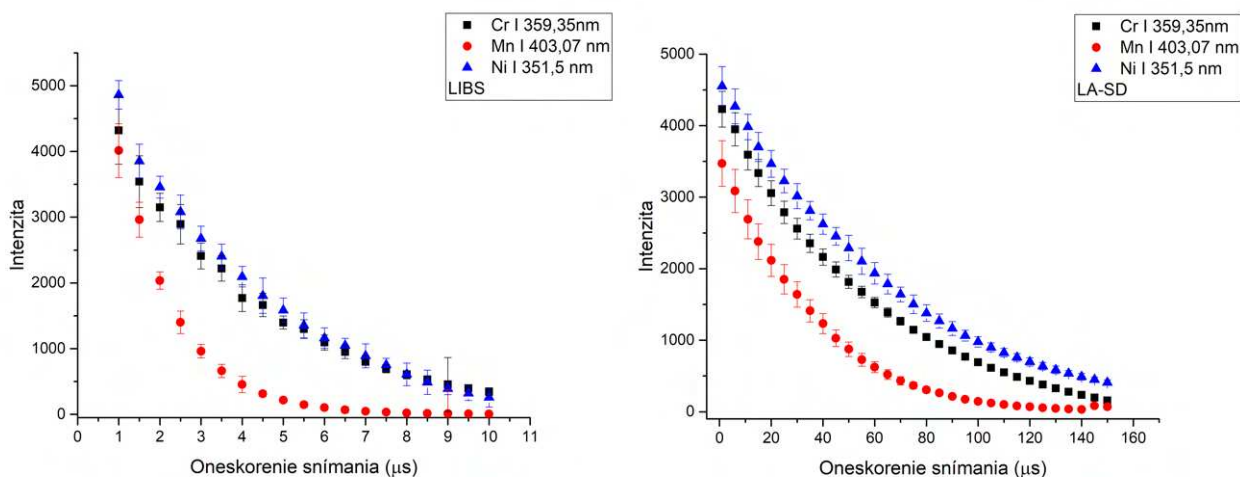 Cr I 359,35nm
Mn I 403,07 nm
Ni I 351,5 nm
LIBS
5000
4000
3000
2000
1000
0
Intenzita
0 1 2 3 4 5 6 7 8 9 10 11
Oneskorenie snímania (μs)
Cr I 359,35nm
Mn I 403,07 nm
Ni I 351,5 nm
LA-SD
5000
4000
3000
2000
1000
0
Intenzita
0 20 40 60 80 100 120 140 160
Oneskorenie snímania (μs)